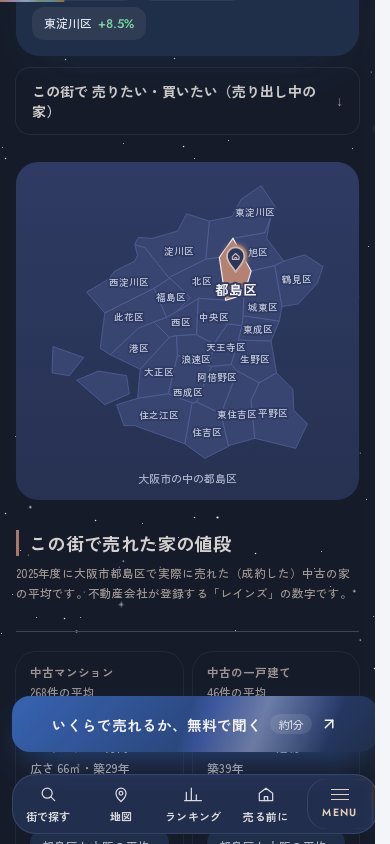 東淀川区 +8.5%
この街で 売りたい・買いたい（売り出し中の
家）
↓
東淀川区
淀川区
旭区
西淀川区
北区
鶴見区
都島区
福島区
城東区
此花区
西区
中央区
東成区
港区
天王寺区
浪速区
生野区
大正区
阿倍野区
西成区
住之江区
東住吉区
平野区
住吉区
大阪市の中の都島区
この街で売れた家の値段
2025年度に大阪市都島区で実際に売れた（成約した）中古の家
の平均です。不動産会社が登録する「レインズ」の数字です。
中古マンション
268件の平均
中古の一戸建て
46件の平均
いくらで売れるか、無料で聞く 約1分
広さ 66㎡・築29年
築39年
街で探す
地図
ランキング
売る前に
MENU